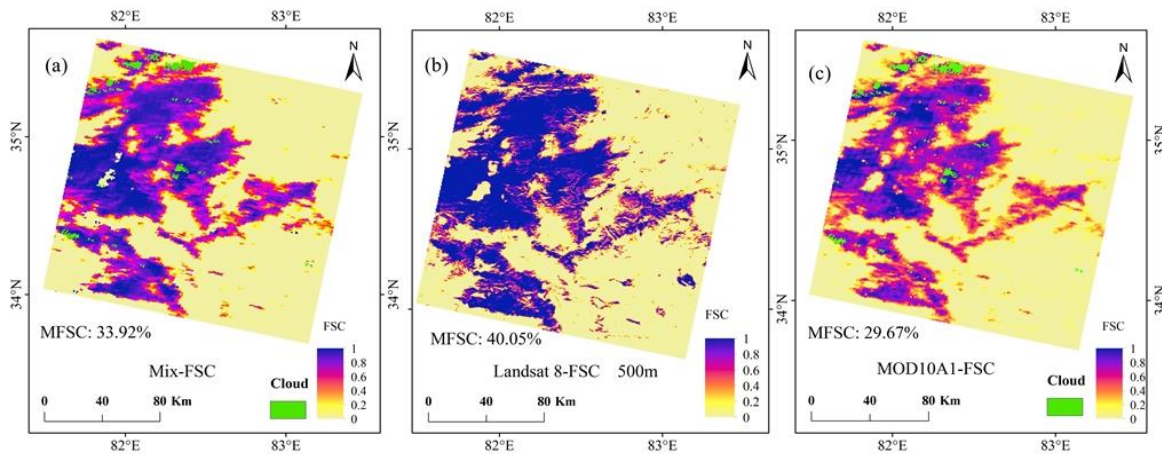 82°E 83°E 82°E 83°E 82°E 83°E
(a) N (b) N (c) N
35°N 35°N 35°N
34°N 34°N 34°N
MFSC: 33.92% FSC
1
0.8
0.6
0.4
0.2
0
Mix-FSC
Cloud
0 40 80 Km
MFSC: 40.05% FSC
1
0.8
0.6
0.4
0.2
0
Landsat 8-FSC 500m
0 40 80 Km
MFSC: 29.67% FSC
1
0.8
0.6
0.4
0.2
0
MOD10A1-FSC
Cloud
0 40 80 Km
82°E 83°E 82°E 83°E 82°E 83°E